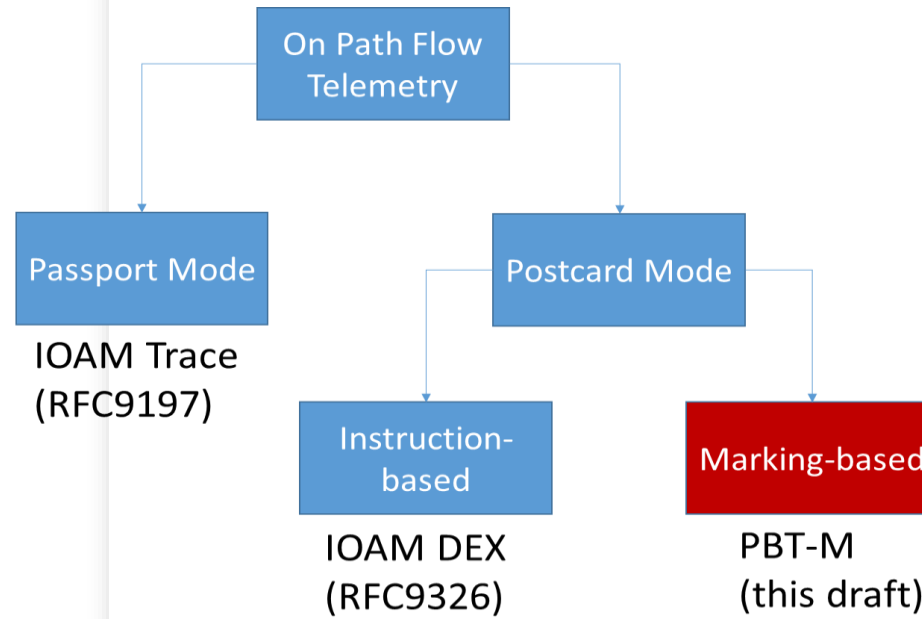 On Path Flow
Telemetry
Passport Mode
Postcard Mode
IOAM Trace
(RFC9197)
Instruction-
based
Marking-based
IOAM DEX
(RFC9326)
PBT-M
(this draft)